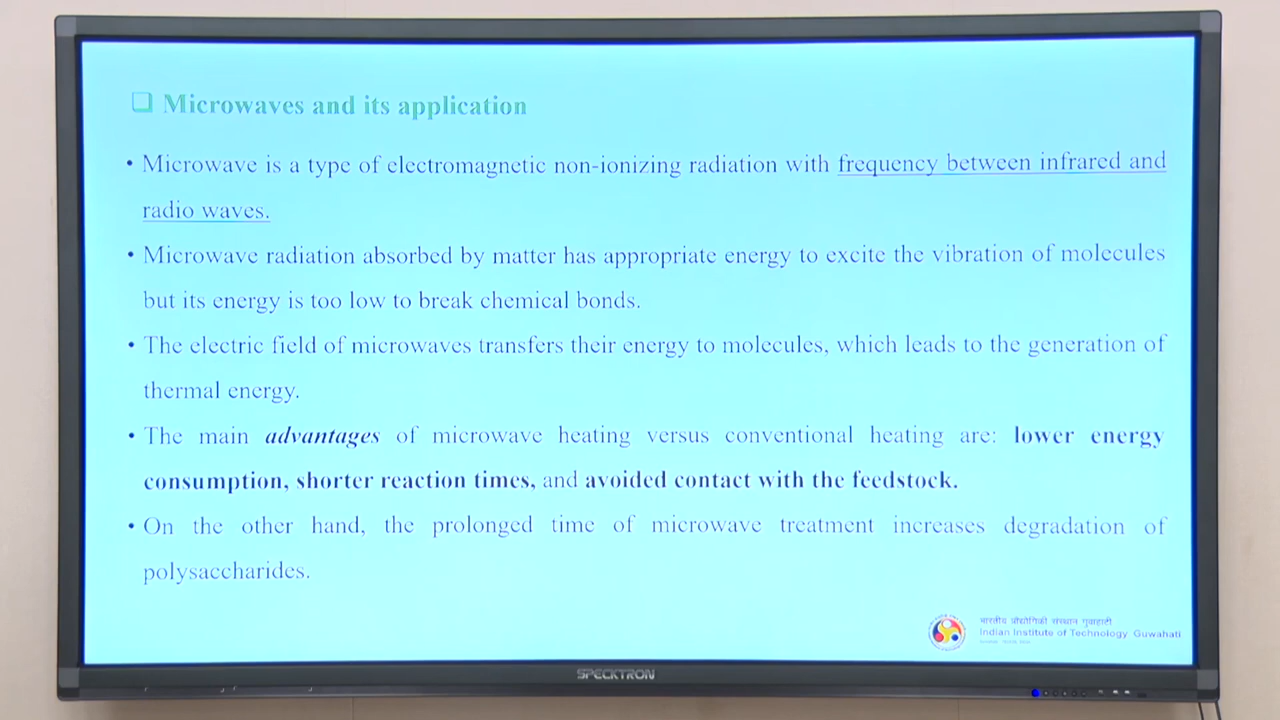 ❑ Microwaves and its application
• Microwave is a type of electromagnetic non-ionizing radiation with frequency between infrared and
radio waves.
• Microwave radiation absorbed by matter has appropriate energy to excite the vibration of molecules
but its energy is too low to break chemical bonds.
• The electric field of microwaves transfers their energy to molecules, which leads to the generation of
thermal energy.
• The main advantages of microwave heating versus conventional heating are: lower energy
consumption, shorter reaction times, and avoided contact with the feedstock.
• On the other hand, the prolonged time of microwave treatment increases degradation of
polysaccharides.
भारतीय प्रौद्योगिकी संस्थान गुवाहाटी
Indian Institute of Technology Guwahati
SPECKTRON